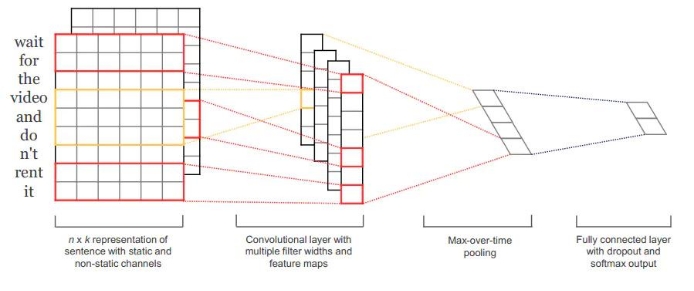 wait
for
the
video
and
do
n't
rent
it
n x k representation of
sentence with static and
non-static channels
Convolutional layer with
multiple filter widths and
feature maps
Max-over-time
pooling
Fully connected layer
with dropout and
softmax output